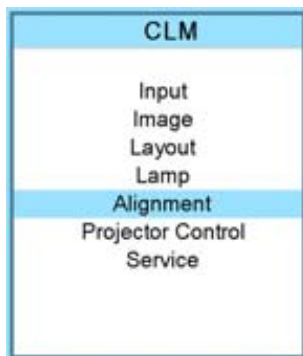 CLM
Input
Image
Layout
Lamp
Alignment
Projector Control
Service